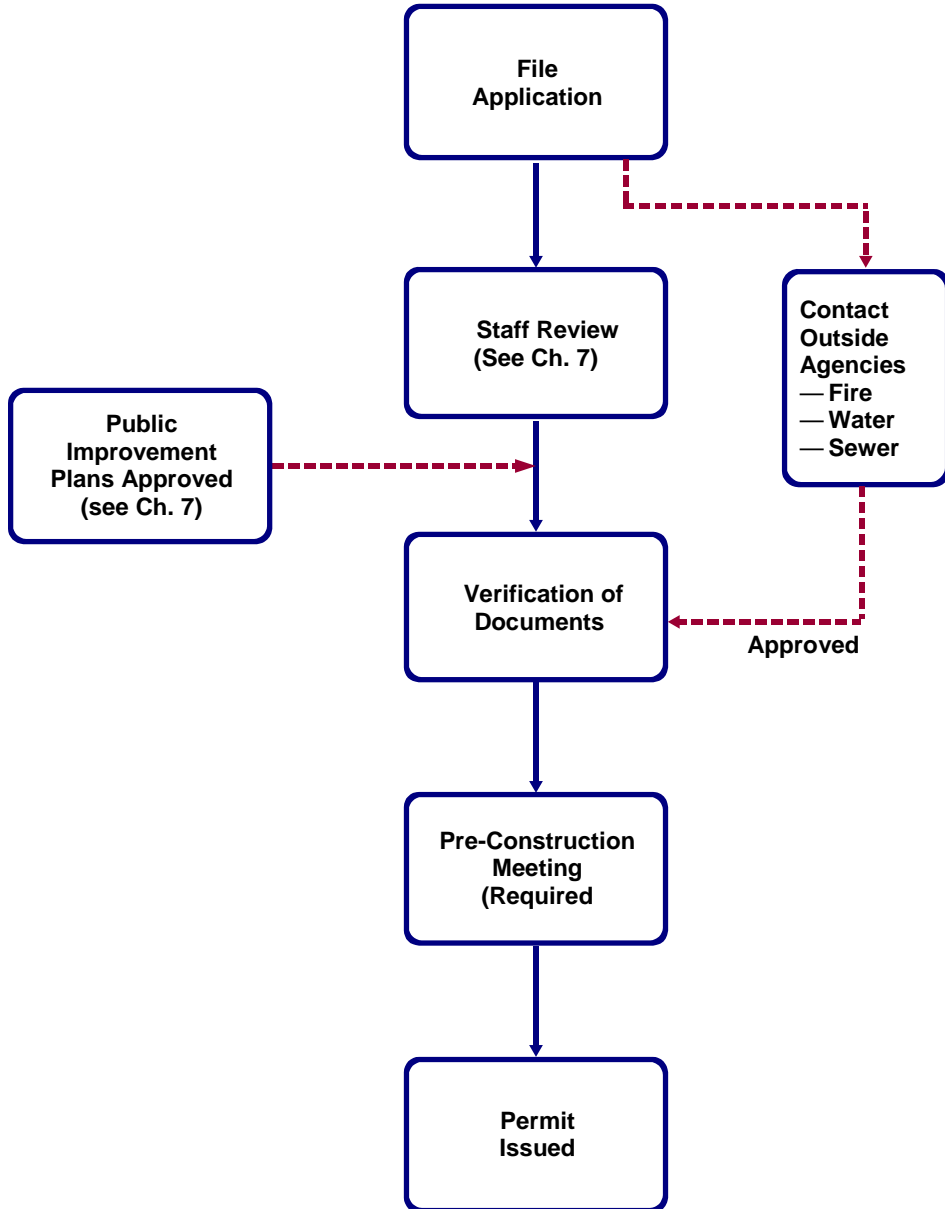 File
Application
Staff Review
(See Ch. 7)
Contact
Outside
Agencies
— Fire
— Water
— Sewer
Public
Improvement
Plans Approved
(see Ch. 7)
Verification of
Documents
Approved
Pre-Construction
Meeting
(Required
Permit
Issued